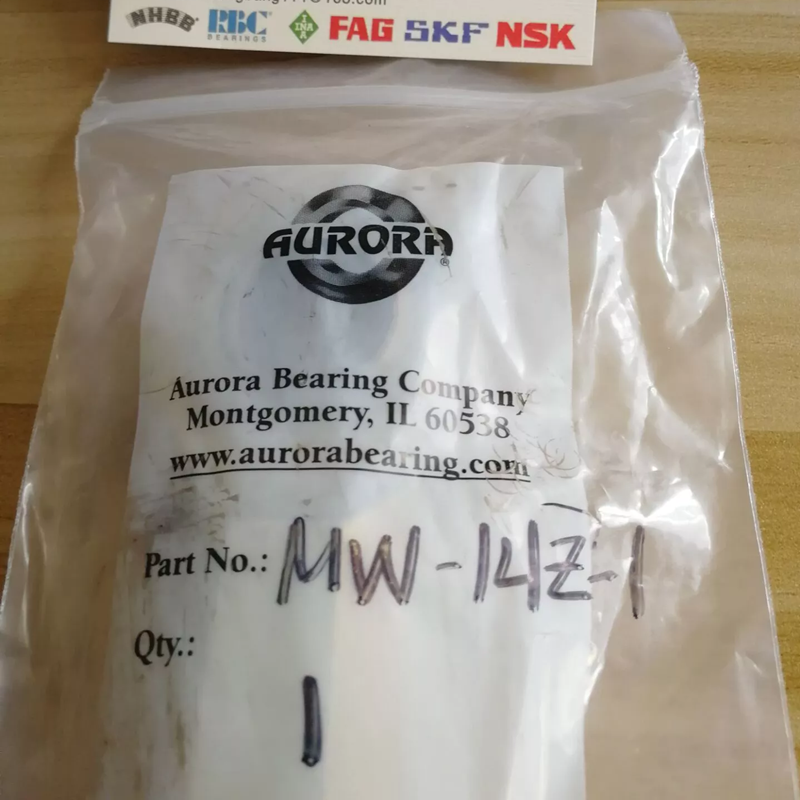 NHBB RBC BEARINGS INA FAG SKF NSK
AURORA ®
Aurora Bearing Company
Montgomery, IL 60538
www.aurorabearing.com
Part No.: MW-14Z-1
Qty.:
1